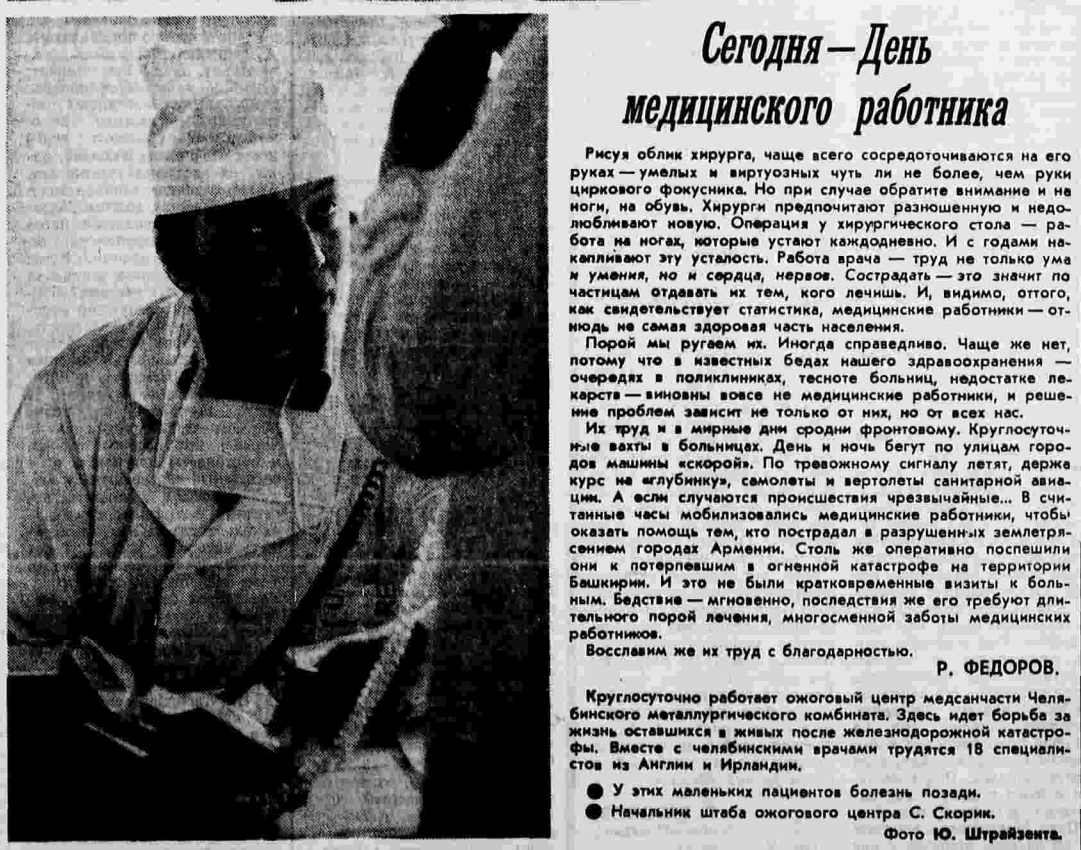 Сегодня — День
медицинского работника
Рисуя облик хирурга, чаще всего сосредоточиваются на его
руках — умелых и виртуозных чуть ли не более, чем руки
циркового фокусника. Но при случае обратите внимание и на
ноги, на обувь. Хирурги предпочитают разношенную и недо-
любливают новую. Операция у хирургического стола — ра-
бота на ногах, которые устают каждодневно. И с годами на-
капливают эту усталость. Работа врача — труд не только ума
и умения, но и сердца, нервов. Сострадать — это значит по
частицам отдавать их тем, кого лечишь. И, видимо, оттого,
как свидетельствует статистика, медицинские работники — от-
нюдь не самая здоровая часть населения.
Порой мы ругаем их. Иногда справедливо. Чаще же нет,
потому что в известных бедах нашего здравоохранения —
очередях в поликлиниках, тесноте больниц, недостатке ле-
карств — виновны вовсе не медицинские работники, и реше-
ние проблем зависит не только от них, но от всех нас.
Их труд и в мирные дни сродни фронтовому. Круглосуточ-
ные вахты в больницах. День и ночь бегут по улицам горо-
дов машины «скорой». По тревожному сигналу летят, держа
курс на «глубинку», самолеты и вертолеты санитарной авиа-
ции. А если случаются происшествия чрезвычайные... В счи-
танные часы мобилизовались медицинские работники, чтобы
оказать помощь тем, кто пострадал в разрушенных землетря-
сением городах Армении. Столь же оперативно поспешили
они к потерпевшим в огненной катастрофе на территории
Башкирии. И это не были кратковременные визиты к боль-
ным. Бедствие — мгновенно, последствия же его требуют дли-
тельного порой лечения, многосменной заботы медицинских
работников.
Восславим же их труд с благодарностью.
Р. ФЕДОРОВ.
Круглосуточно работает ожоговый центр медсанчасти Челя-
бинского металлургического комбината. Здесь идет борьба за
жизнь оставшихся в живых после железнодорожной катастро-
фы. Вместе с челябинскими врачами трудятся 18 специали-
стов из Англии и Ирландии.
● У этих маленьких пациентов болезнь позади.
● Начальник штаба ожогового центра С. Скорик.
Фото Ю. Штрайзента.